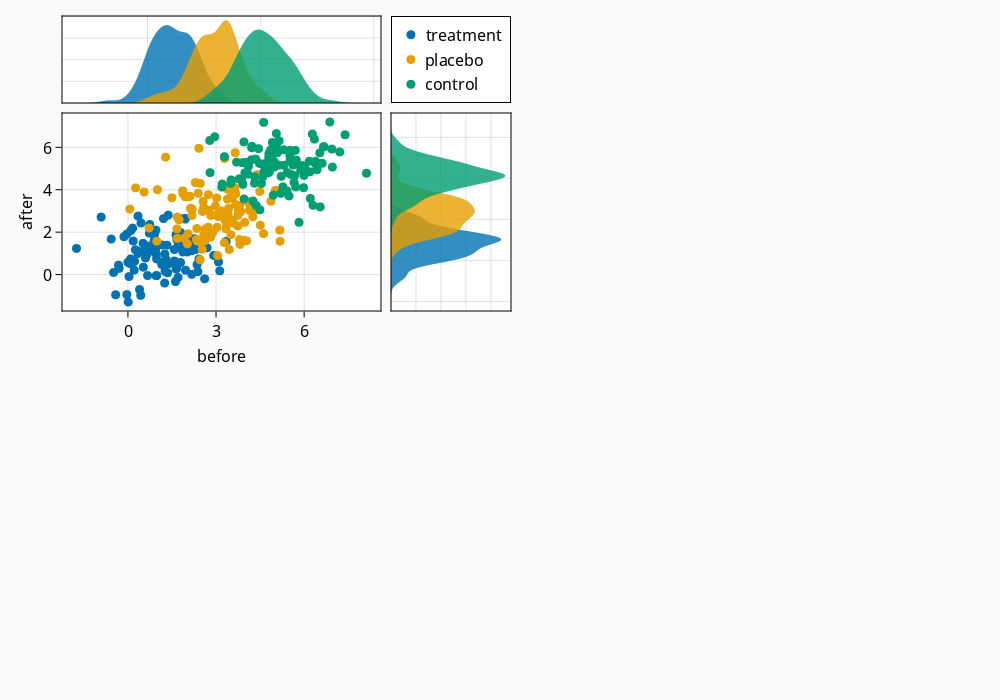 treatment
placebo
control
6
4
2
0
after
0 3 6
before